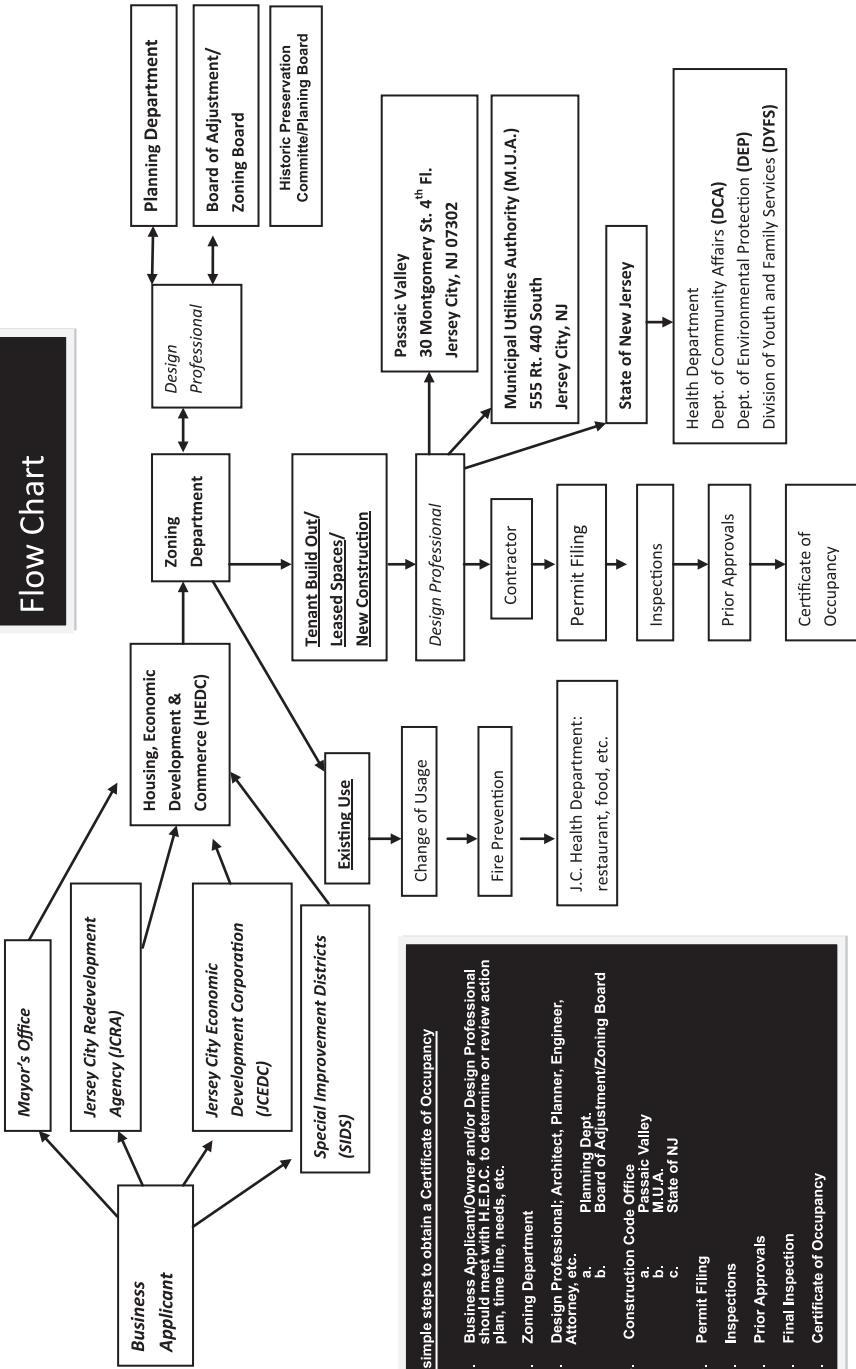 Flow Chart
Business
Applicant
Mayor's Office
Jersey City Redevelopment
Agency (JCRA)
Jersey City Economic
Development Corporation
(JCEDC)
Special Improvement Districts
(SIDS)
Housing, Economic
Development &
Commerce (HEDC)
Zoning
Department
Design
Professional
Planning Department
Board of Adjustment/
Zoning Board
Historic Preservation
Committe/Planing Board
Existing Use
Change of Usage
Fire Prevention
J.C. Health Department:
restaurant, food, etc.
Tenant Build Out/
Leased Spaces/
New Construction
Design Professional
Contractor
Permit Filing
Inspections
Prior Approvals
Certificate of
Occupancy
Passaic Valley
30 Montgomery St. 4th Fl.
Jersey City, NJ 07302
Municipal Utilities Authority (M.U.A.)
555 Rt. 440 South
Jersey City, NJ
State of New Jersey
Health Department
Dept. of Community Affairs (DCA)
Dept. of Environmental Protection (DEP)
Division of Youth and Family Services (DYFS)
simple steps to obtain a Certificate of Occupancy
. Business Applicant/Owner and/or Design Professional
should meet with H.E.D.C. to determine or review action
plan, time line, needs, etc.
. Zoning Department
. Design Professional; Architect, Planner, Engineer,
Attorney, etc.
a. Planning Dept.
b. Board of Adjustment/Zoning Board
. Construction Code Office
a. Passaic Valley
b. M.U.A.
c. State of NJ
. Permit Filing
. Inspections
. Prior Approvals
. Final Inspection
. Certificate of Occupancy